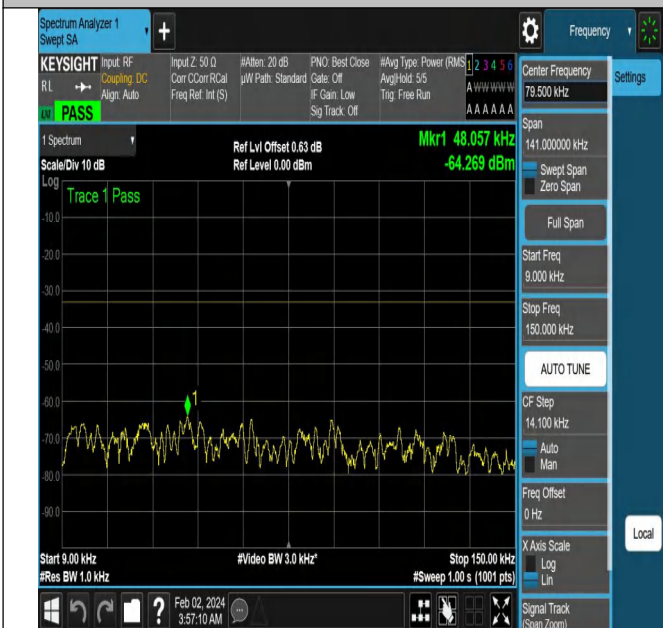 Spectrum Analyzer 1
Swept SA
+
Frequency
KEYSIGHT
RL
PASS
Input: RF
Coupling: DC
Align: Auto
Input Z: 50 Ω
Corr CCorr RCal
Freq Ref: Int (S)
#Atten: 20 dB
µW Path: Standard
PNO: Best Close
Gate: Off
IF Gain: Low
Sig Track: Off
#Avg Type: Power (RMS
Avg|Hold: 5/5
Trig: Free Run
1 2 3 4 5 6
A W W W W W
A A A A A A
Settings
Center Frequency
79.500 kHz
Span
141.000000 kHz
Swept Span
Zero Span
Full Span
Start Freq
9.000 kHz
Stop Freq
150.000 kHz
AUTO TUNE
CF Step
14.100 kHz
Auto
Man
Freq Offset
0 Hz
X Axis Scale
Log
Lin
Signal Track
(Span Zoom)
Local
1 Spectrum
Scale/Div 10 dB
Log
Ref Lvl Offset 0.63 dB
Ref Level 0.00 dBm
Mkr1 48.057 kHz
-64.269 dBm
Trace 1 Pass
-10.0
-20.0
-30.0
-40.0
-50.0
-60.0
-70.0
-80.0
-90.0
1
Start 9.00 kHz
#Res BW 1.0 kHz
#Video BW 3.0 kHz*
Stop 150.00 kHz
#Sweep 1.00 s (1001 pts)
?
Feb 02, 2024
3:57:10 AM